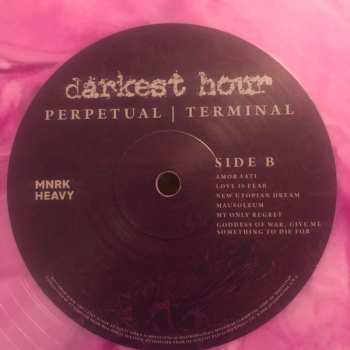 darkest hour
PERPETUAL | TERMINAL
SIDE B
MNRK
HEAVY
AMOR FATI
LOVE IS FEAR
NEW UTOPIAN DREAM
MAUSOLEUM
MY ONLY REGRET
GODDESS OF WAR, GIVE ME
SOMETHING TO DIE FOR